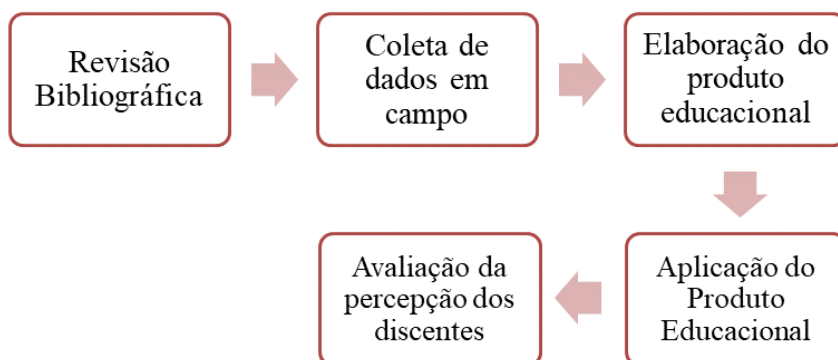 Revisão
Bibliográfica
Coleta de
dados em
campo
Elaboração do
produto
educacional
Aplicação do
Produto
Educacional
Avaliação da
percepção dos
discentes